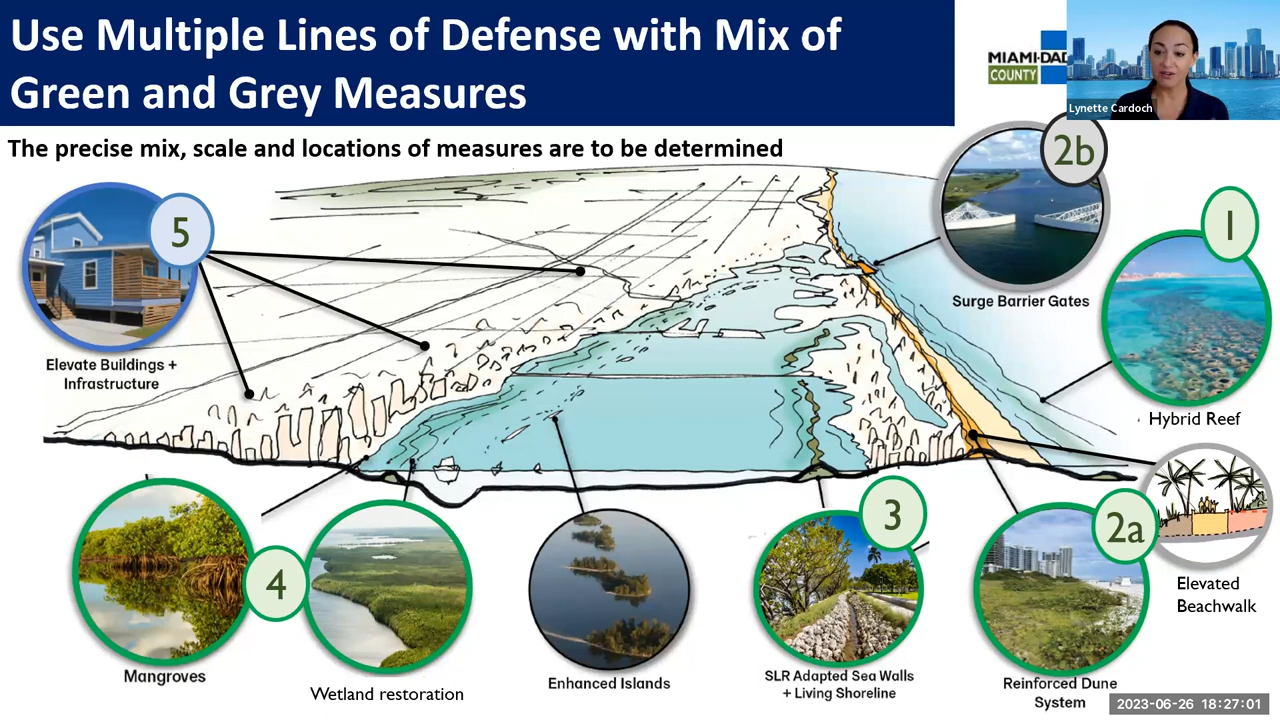 Use Multiple Lines of Defense with Mix of
Green and Grey Measures
MIAMI-DAD
COUNTY
Lynette Cardoch
The precise mix, scale and locations of measures are to be determined
2b
5
1
Surge Barrier Gates
Elevate Buildings +
Infrastructure
Hybrid Reef
3
2a
4
Elevated
Beachwalk
Mangroves
Wetland restoration
Enhanced Islands
SLR Adapted Sea Walls
+ Living Shoreline
Reinforced Dune
System
2023-06-26 18:27:01